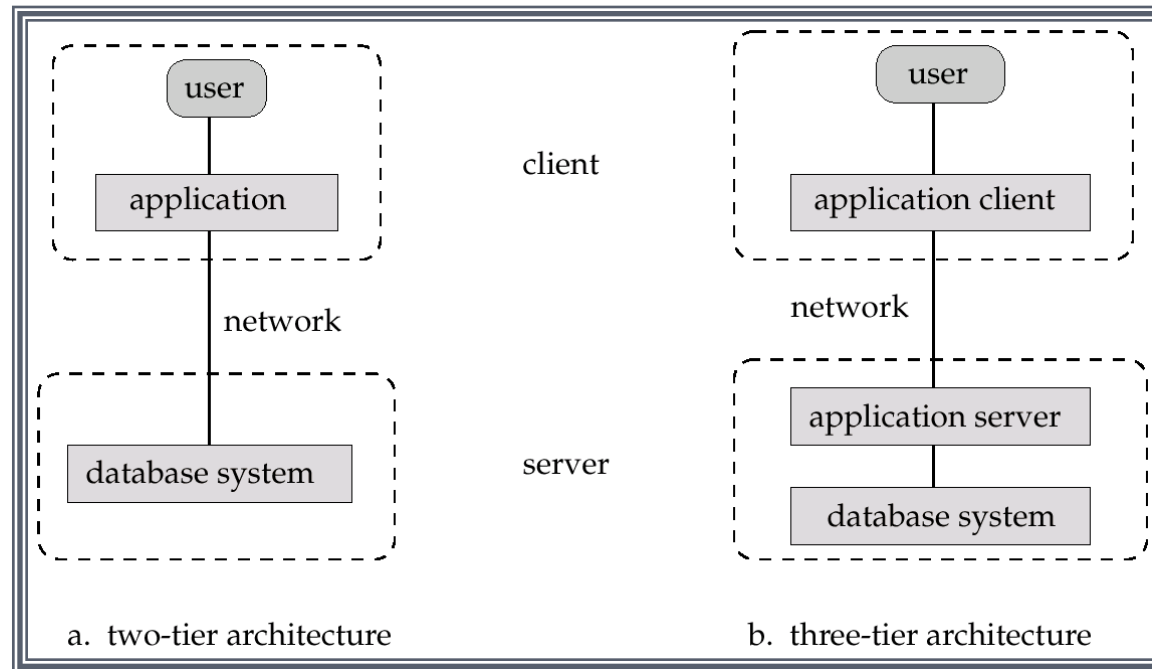 user
application
network
database system
a. two-tier architecture
client
server
user
application client
network
application server
database system
b. three-tier architecture